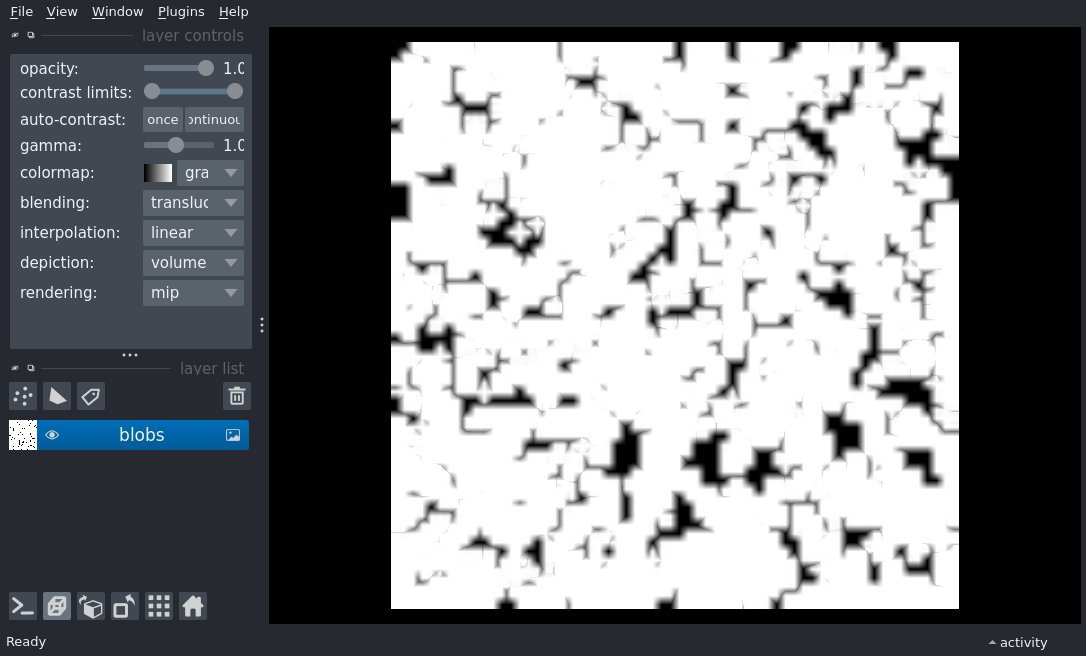 File View Window Plugins Help
layer controls
opacity: 1.0
contrast limits:
auto-contrast: once ontinuou
gamma: 1.0
colormap: gra
blending: transluc
interpolation: linear
depiction: volume
rendering: mip
layer list
blobs
Ready activity